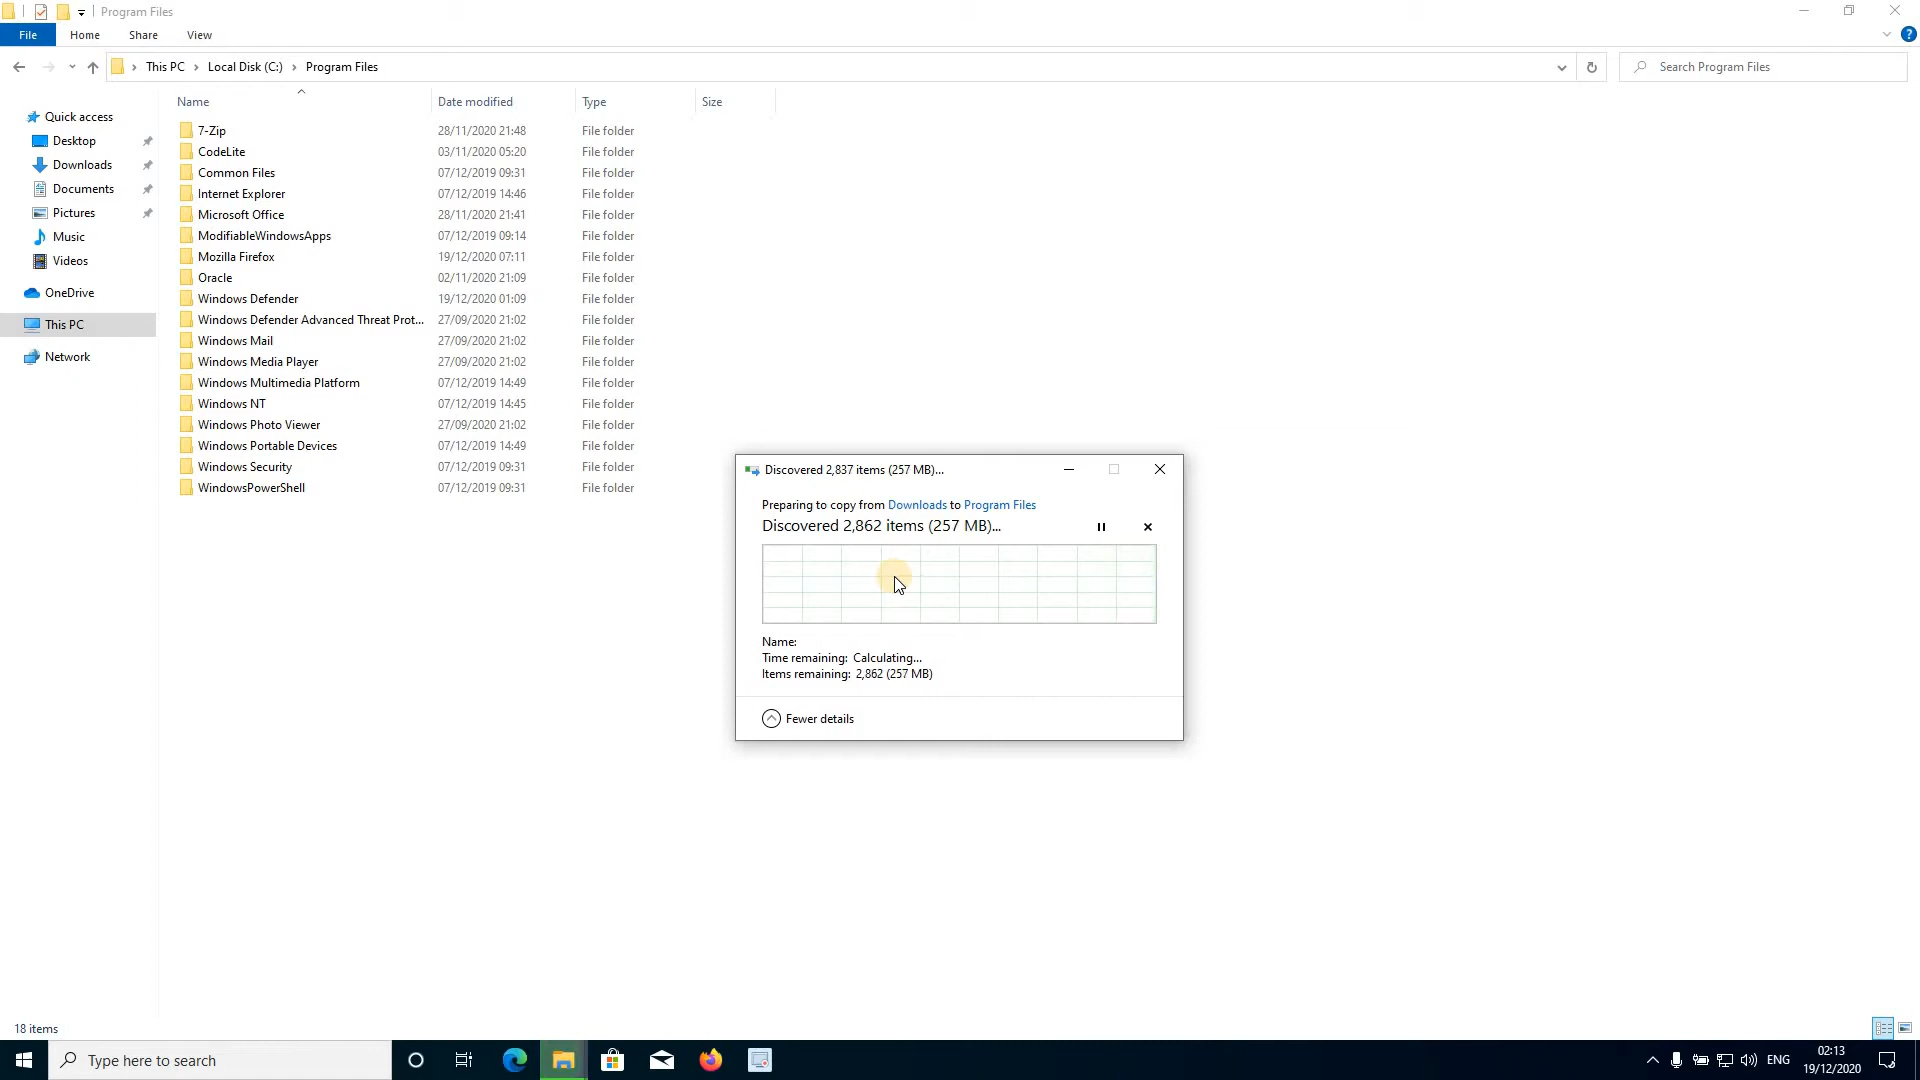 Program Files
File Home Share View
This PC Local Disk (C:) Program Files
Search Program Files
Name Date modified Type Size
Quick access
Desktop
Downloads
Documents
Pictures
Music
Videos
OneDrive
This PC
Network
7-Zip 28/11/2020 21:48 File folder
CodeLite 03/11/2020 05:20 File folder
Common Files 07/12/2019 09:31 File folder
Internet Explorer 07/12/2019 14:46 File folder
Microsoft Office 28/11/2020 21:41 File folder
ModifiableWindowsApps 07/12/2019 09:14 File folder
Mozilla Firefox 19/12/2020 07:11 File folder
Oracle 02/11/2020 21:09 File folder
Windows Defender 19/12/2020 01:09 File folder
Windows Defender Advanced Threat Prot... 27/09/2020 21:02 File folder
Windows Mail 27/09/2020 21:02 File folder
Windows Media Player 27/09/2020 21:02 File folder
Windows Multimedia Platform 07/12/2019 14:49 File folder
Windows NT 07/12/2019 14:45 File folder
Windows Photo Viewer 27/09/2020 21:02 File folder
Windows Portable Devices 07/12/2019 14:49 File folder
Windows Security 07/12/2019 09:31 File folder
WindowsPowerShell 07/12/2019 09:31 File folder
Discovered 2,837 items (257 MB)...
Preparing to copy from Downloads to Program Files
Discovered 2,862 items (257 MB)...
Name:
Time remaining: Calculating...
Items remaining: 2,862 (257 MB)
Fewer details
18 items
Type here to search
ENG
02:13
19/12/2020